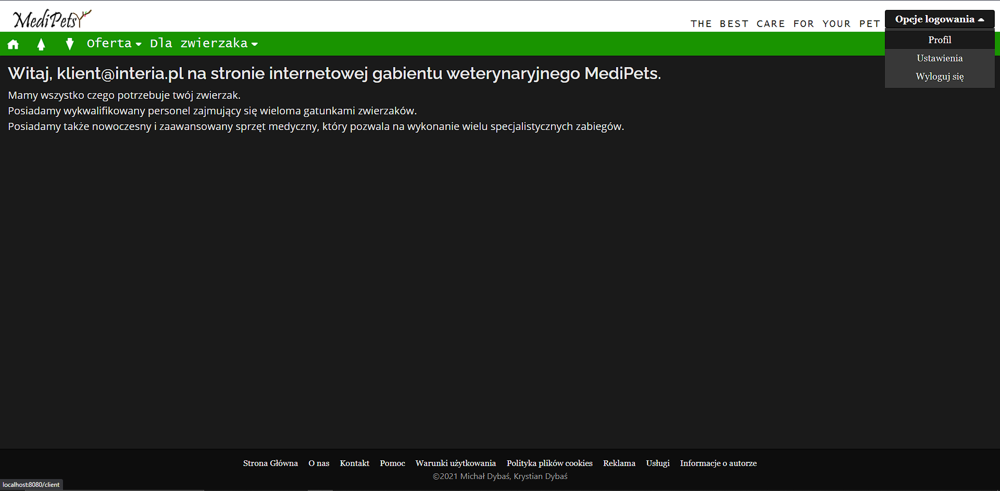 MediPets
THE BEST CARE FOR YOUR PET
Opcje logowania
Profil
Ustawienia
Wyloguj się
Oferta
Dla zwierzaka
Witaj, klient@interia.pl na stronie internetowej gabientu weterynaryjnego MediPets.
Mamy wszystko czego potrzebuje twój zwierzak.
Posiadamy wykwalifikowany personel zajmujący się wieloma gatunkami zwierzaków.
Posiadamy także nowoczesny i zaawansowany sprzęt medyczny, który pozwala na wykonanie wielu specjalistycznych zabiegów.
Strona Główna O nas Kontakt Pomoc Warunki użytkowania Polityka plików cookies Reklama Usługi Informacje o autorze
©2021 Michał Dybaś, Krystian Dybaś
localhost:8080/client